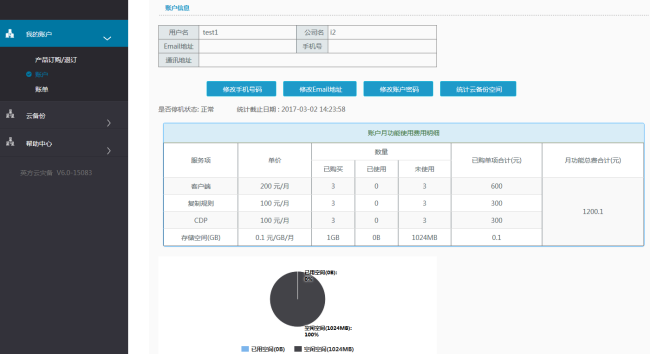 账户信息
我的账户
用户名 test1 公司名 i2
Email地址 手机号
通讯地址
产品订购/退订
账户
账单
修改手机号码 修改Email地址 修改账户密码 统计云备份空间
是否停机状态: 正常 统计截止日期 : 2017-03-02 14:23:58
云备份
帮助中心
英方云灾备 V6.0-15083
账户月功能使用费用明细
服务项 单价 数量 已购单项合计(元) 月功能总费合计(元)
已购买 已使用 未使用
客户端 200 元/月 3 0 3 600
复制规则 100 元/月 3 0 3 300
CDP 100 元/月 3 0 3 300
存储空间(GB) 0.1 元/GB/月 1GB 0B 1024MB 0.1
1200.1
已用空间(0B):
0%
空闲空间(1024MB):
100%
已用空间(0B) 空闲空间(1024MB)